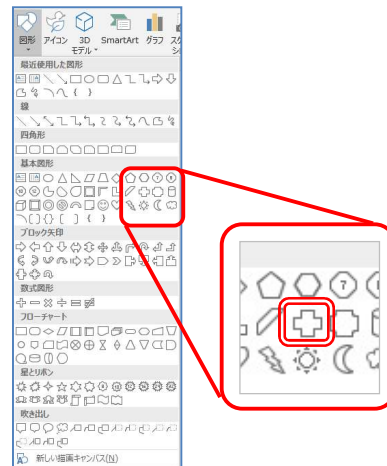 図形
アイコン
3D
モデル
SmartArt
グラフ
最近使用した図形
線
四角形
基本図形
ブロック矢印
数式図形
フローチャート
星とリボン
吹き出し
新しい描画キャンバス(N)
7